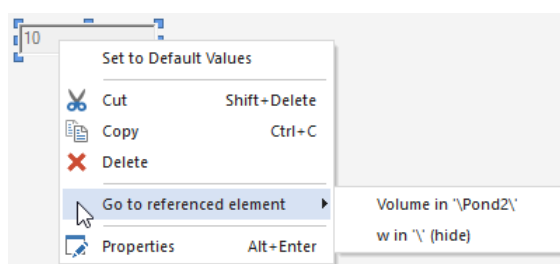 10
Set to Default Values
Cut Shift+Delete
Copy Ctrl+C
Delete
Go to referenced element
Volume in '\Pond2\'
w in '\' (hide)
Properties Alt+Enter